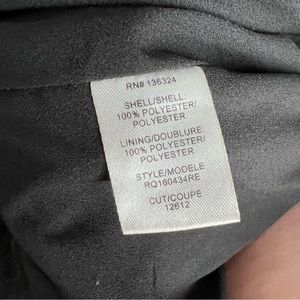 RN# 136324
SHELL/SHELL
100% POLYESTER/
POLYESTER
LINING/DOUBLURE
100% POLYESTER/
POLYESTER
STYLE/MODELE
RQ160434RE
CUT/COUPE
12612